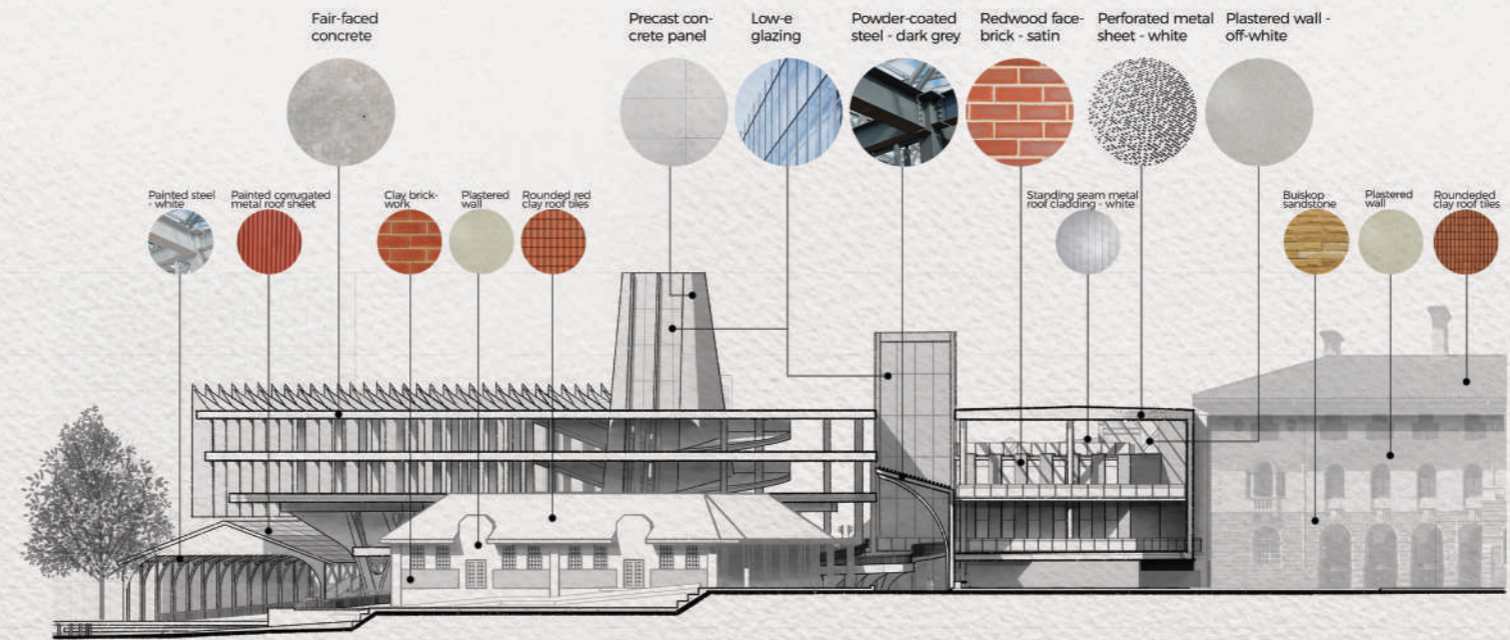 Fair-faced
concrete
Precast con-
crete panel
Low-e
glazing
Powder-coated
steel - dark grey
Redwood face-
brick - satin
Perforated metal
sheet - white
Plastered wall -
off-white
Painted steel
- white
Painted corrugated
metal roof sheet
Clay brick-
work
Plastered
wall
Rounded red
clay roof tiles
Standing seam metal
roof cladding - white
Buiskop
sandstone
Plastered
wall
Roundeded
clay roof tiles